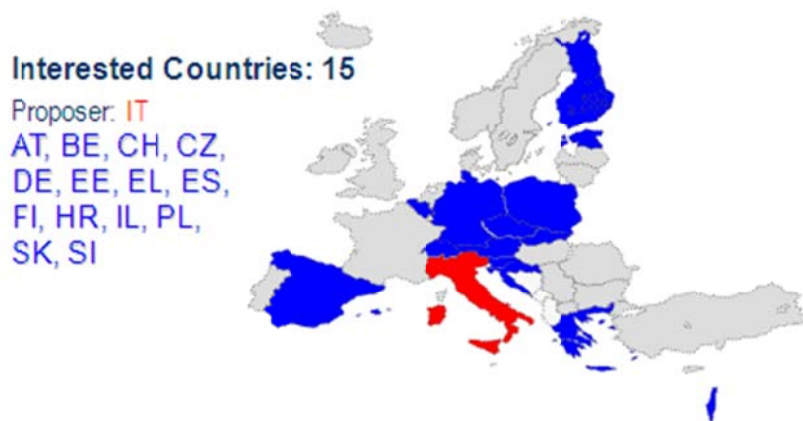 Interested Countries: 15
Proposer: IT
AT, BE, CH, CZ,
DE, EE, EL, ES,
FI, HR, IL, PL,
SK, SI